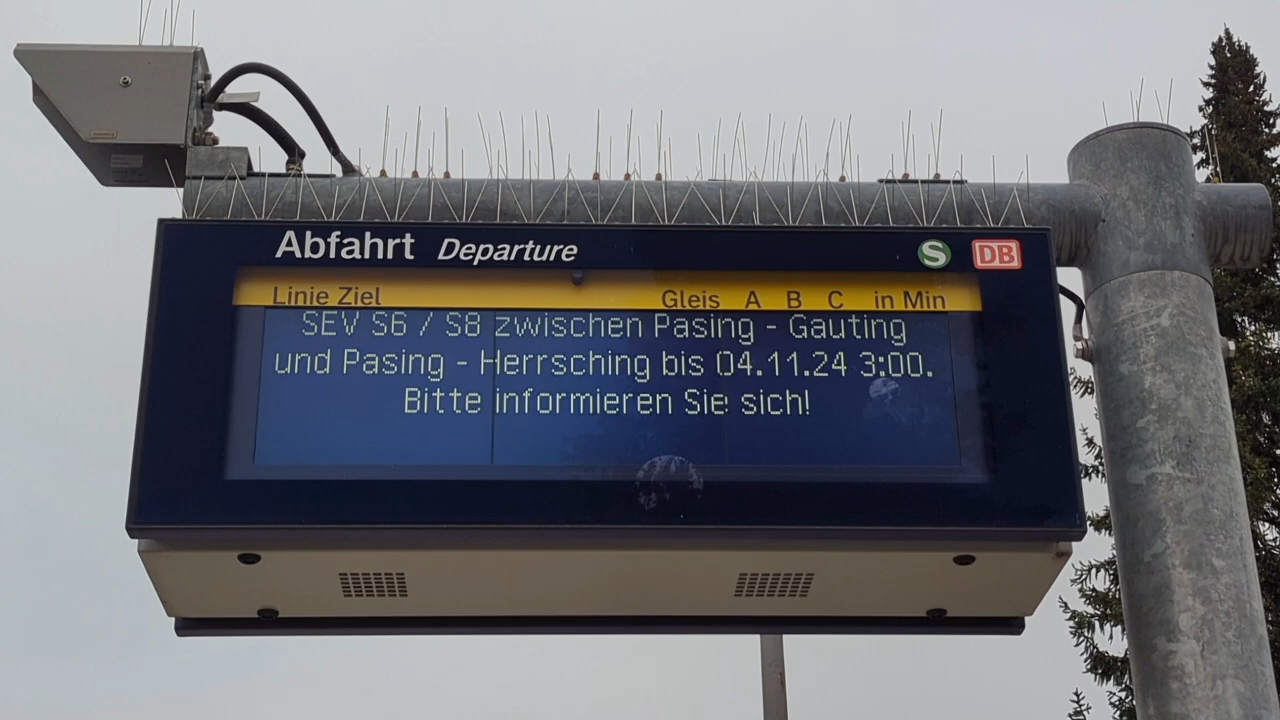 Abfahrt Departure
S DB
Linie Ziel Gleis A B C in Min
SEV S6 / S8 zwischen Pasing - Gauting
und Pasing - Herrsching bis 04.11.24 3:00.
Bitte informieren Sie sich!